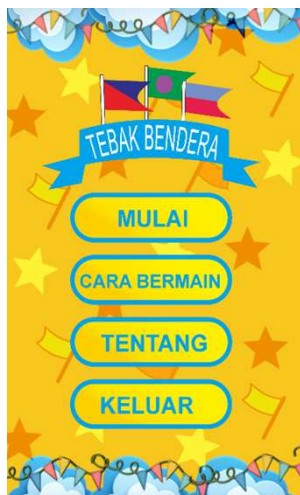 TEBAK BENDERA
MULAI
CARA BERMAIN
TENTANG
KELUAR